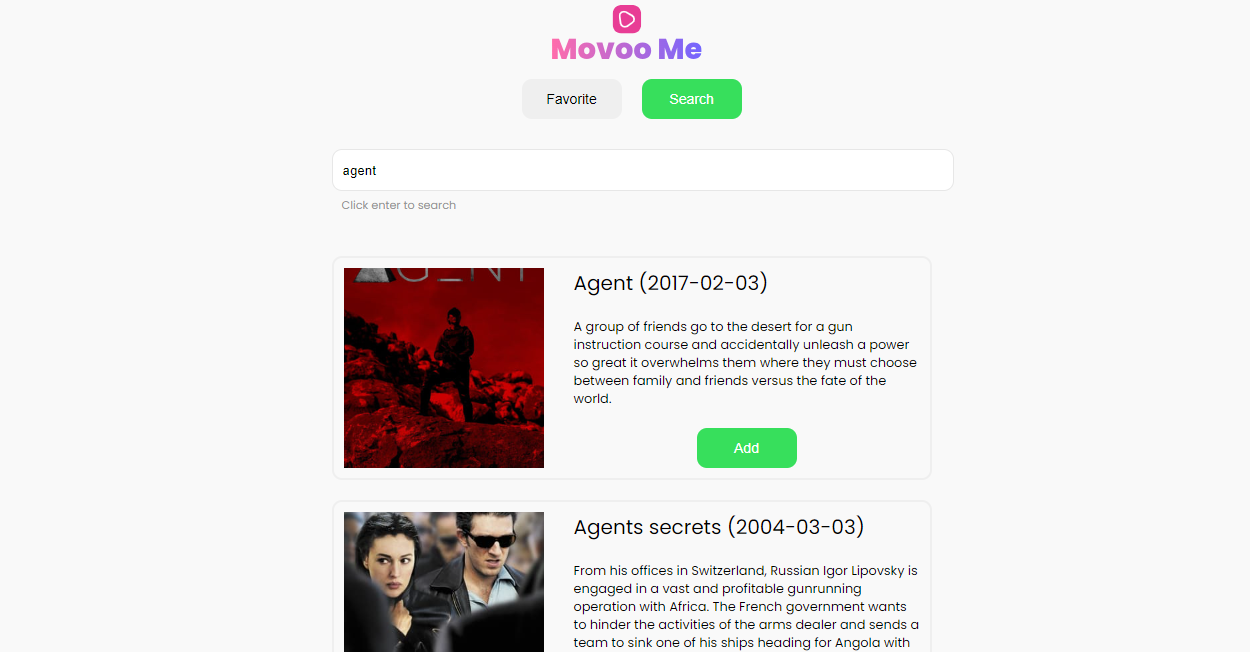 Movoo Me
Favorite
Search
agent
Click enter to search
AGENT
Agent (2017-02-03)
A group of friends go to the desert for a gun
instruction course and accidentally unleash a power
so great it overwhelms them where they must choose
between family and friends versus the fate of the
world.
Add
Agents secrets (2004-03-03)
From his offices in Switzerland, Russian Igor Lipovsky is
engaged in a vast and profitable gunrunning
operation with Africa. The French government wants
to hinder the activities of the arms dealer and sends a
team to sink one of his ships heading for Angola with